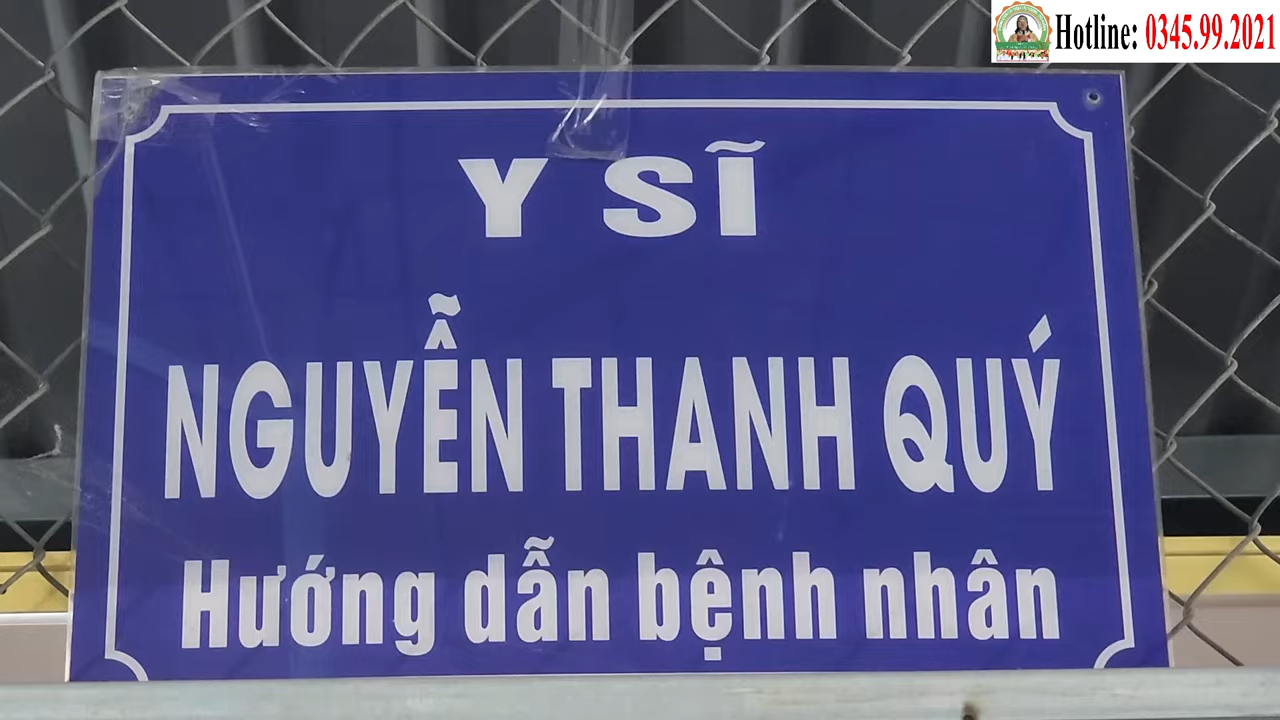 Hotline: 0345.99.2021
Y SĨ
NGUYỄN THANH QUÝ
Hướng dẫn bệnh nhân